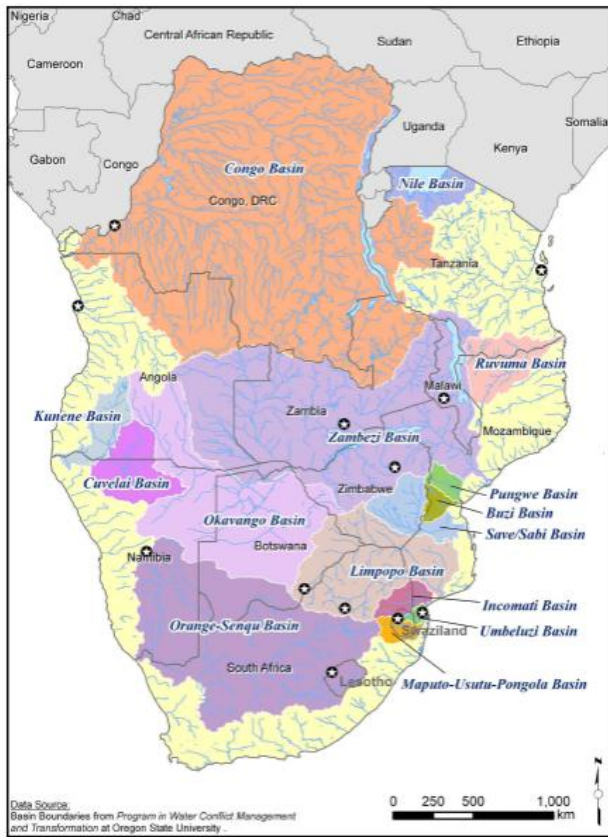 Nigeria
Chad
Central African Republic
Sudan
Ethiopia
Cameroon
Somalia
Uganda
Kenya
Gabon
Congo
Congo Basin
Nile Basin
Congo, DRC
Tanzania
Angola
Ruvuma Basin
Malawi
Kunene Basin
Zambia
Mozambique
Zambezi Basin
Cuvelai Basin
Zimbabwe
Pungwe Basin
Buzi Basin
Okavango Basin
Save/Sabi Basin
Botswana
Namibia
Limpopo Basin
Incomati Basin
Orange-Senqu Basin
Swaziland
Umbeluzi Basin
South Africa
Lesotho
Maputo-Usutu-Pongola Basin
N
Data Source:
Basin Boundaries from Program in Water Conflict Management
and Transformation at Oregon State University .
0 250 500 1,000
km